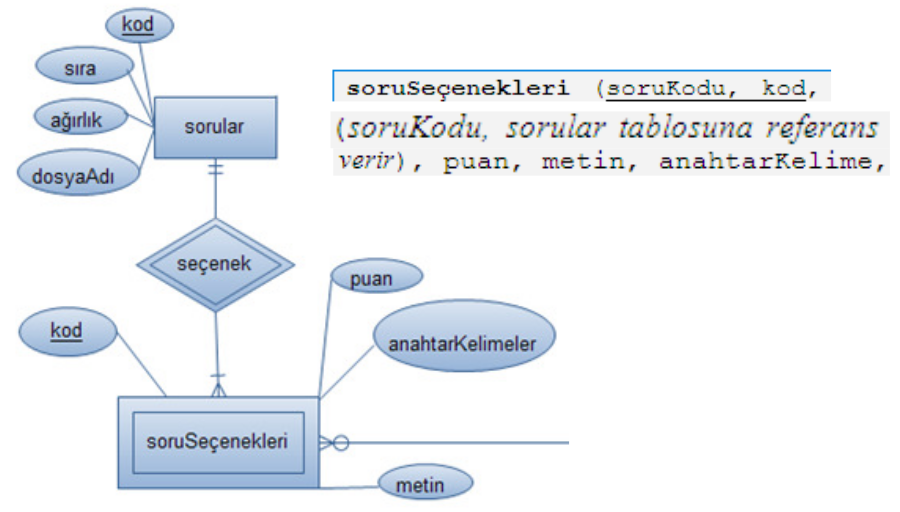 kod
sıra
ağırlık
dosyaAdı
sorular
soruSeçenekleri (soruKodu, kod,
(soruKodu, sorular tablosuna referans
verir), puan, metin, anahtarKelime,
seçenek
puan
kod
anahtarKelimeler
soruSeçenekleri
metin